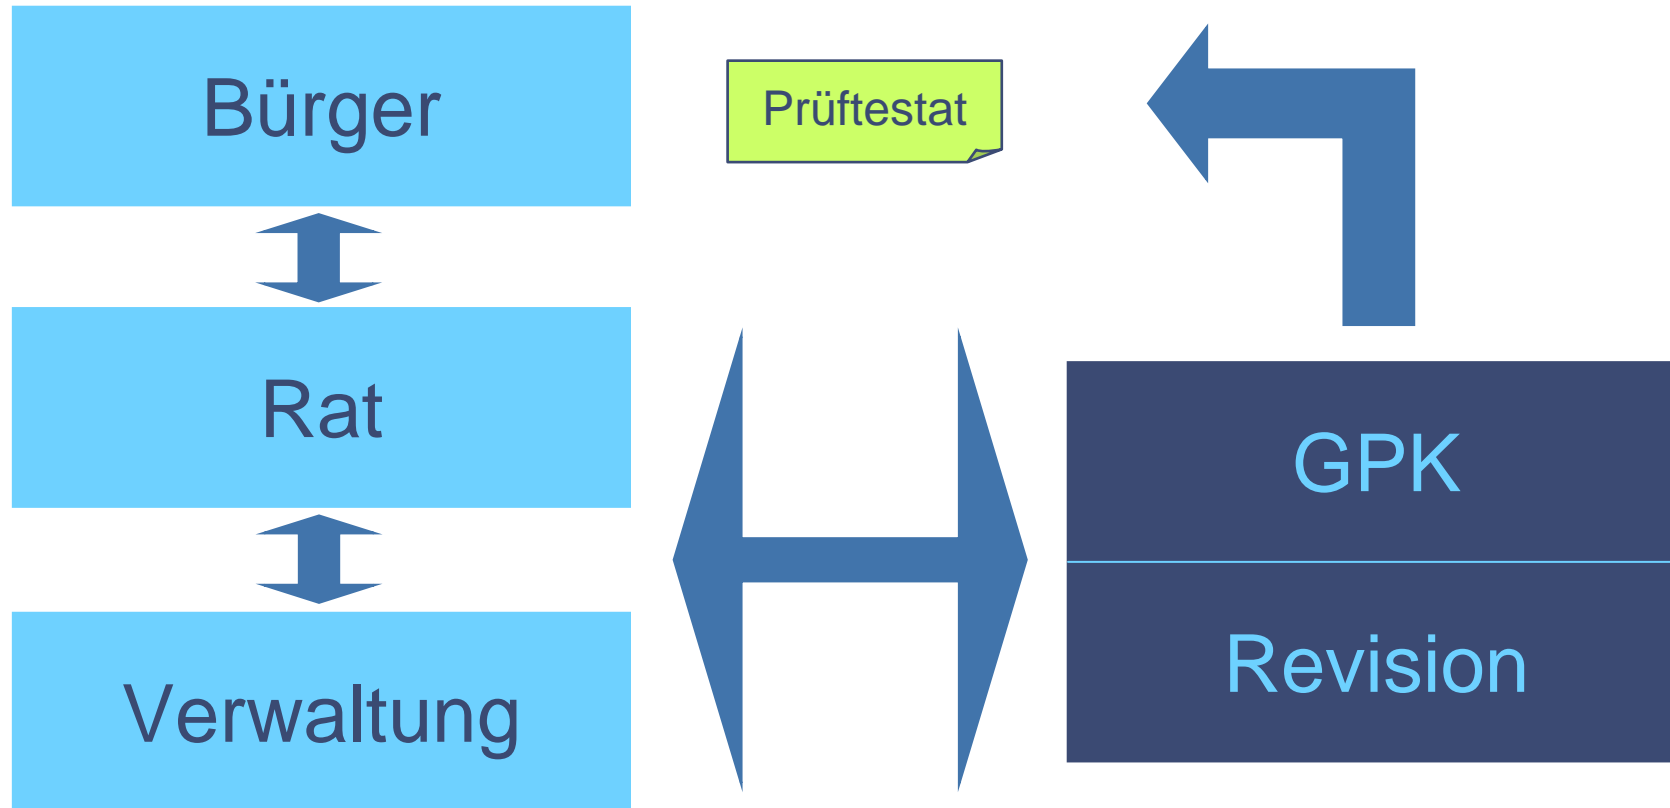 Bürger
Prüftestat
Rat
GPK
Revision
Verwaltung